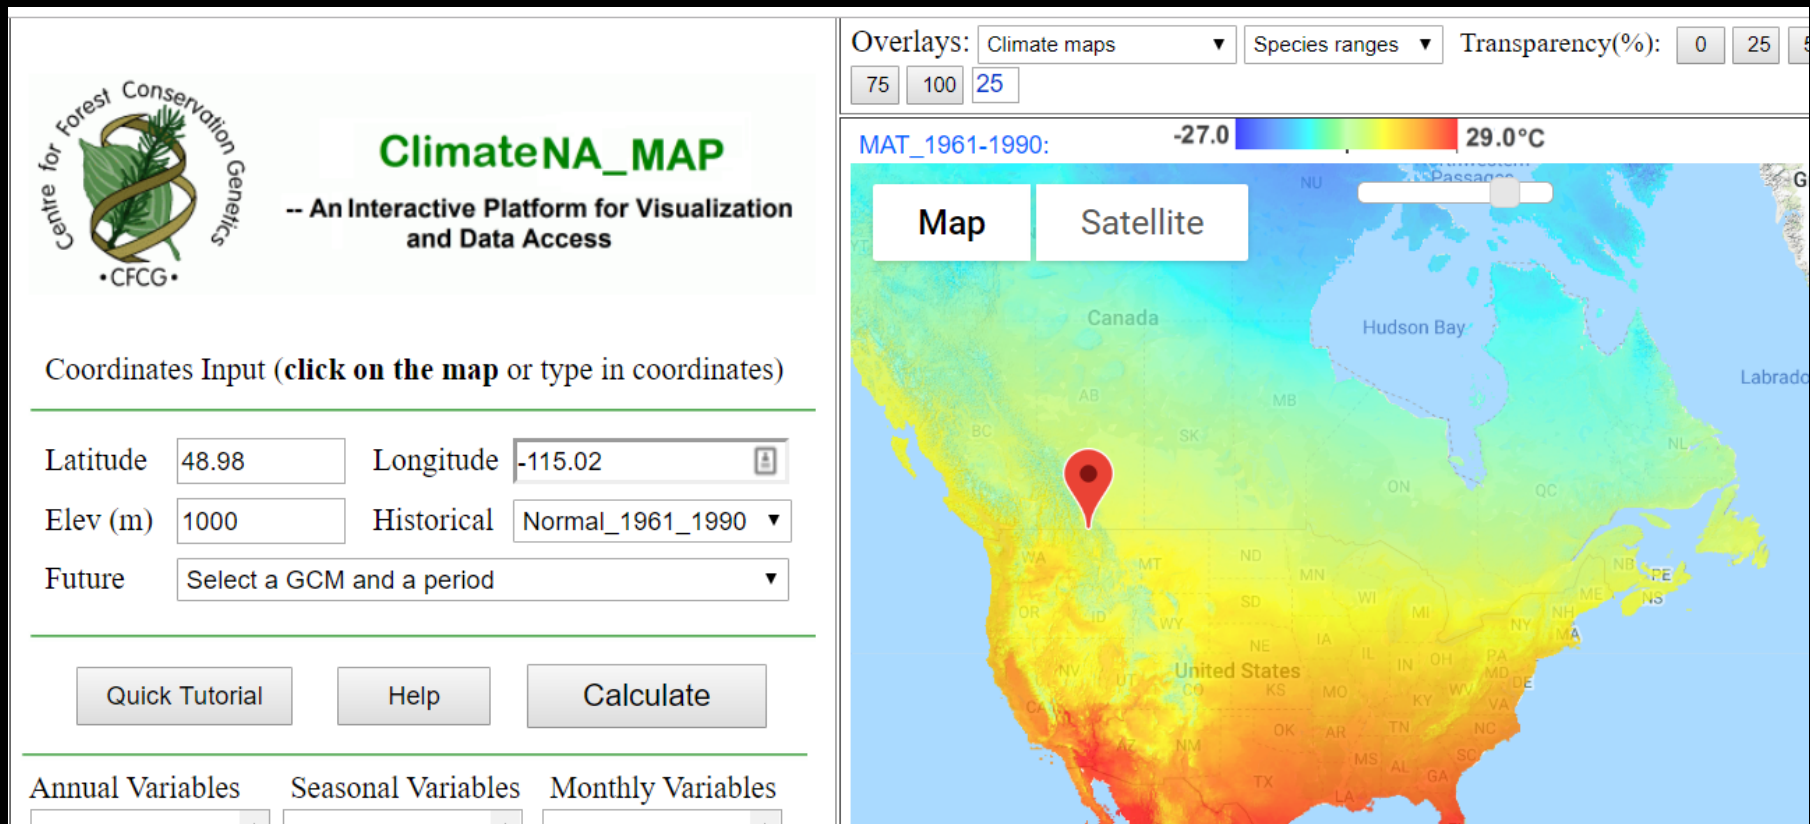 Centre for Forest Conservation Genetics
•CFCG•
ClimateNA_MAP
-- An Interactive Platform for Visualization
and Data Access
Coordinates Input (click on the map or type in coordinates)
Latitude 48.98 Longitude -115.02
Elev (m) 1000 Historical Normal_1961_1990
Future Select a GCM and a period
Quick Tutorial Help Calculate
Annual Variables Seasonal Variables Monthly Variables
Overlays: Climate maps Species ranges Transparency(%): 0 25
75 100 25
MAT_1961-1990: -27.0 29.0°C
Map Satellite
NU
Passages
YT
Canada
Hudson Bay
AB
MB
BC
SK
NL
ON
QC
WA
MT
ND
MN
NB
PE
OR
ID
WY
SD
WI
MI
ME
NS
NH
NY
MA
NE
IA
NV
UT
United States
CO
IL
IN
OH
PA
MD
DE
KS
MO
KY
WV
VA
CA
AZ
NM
OK
AR
TN
NC
MS
AL
SC
GA
TX
LA